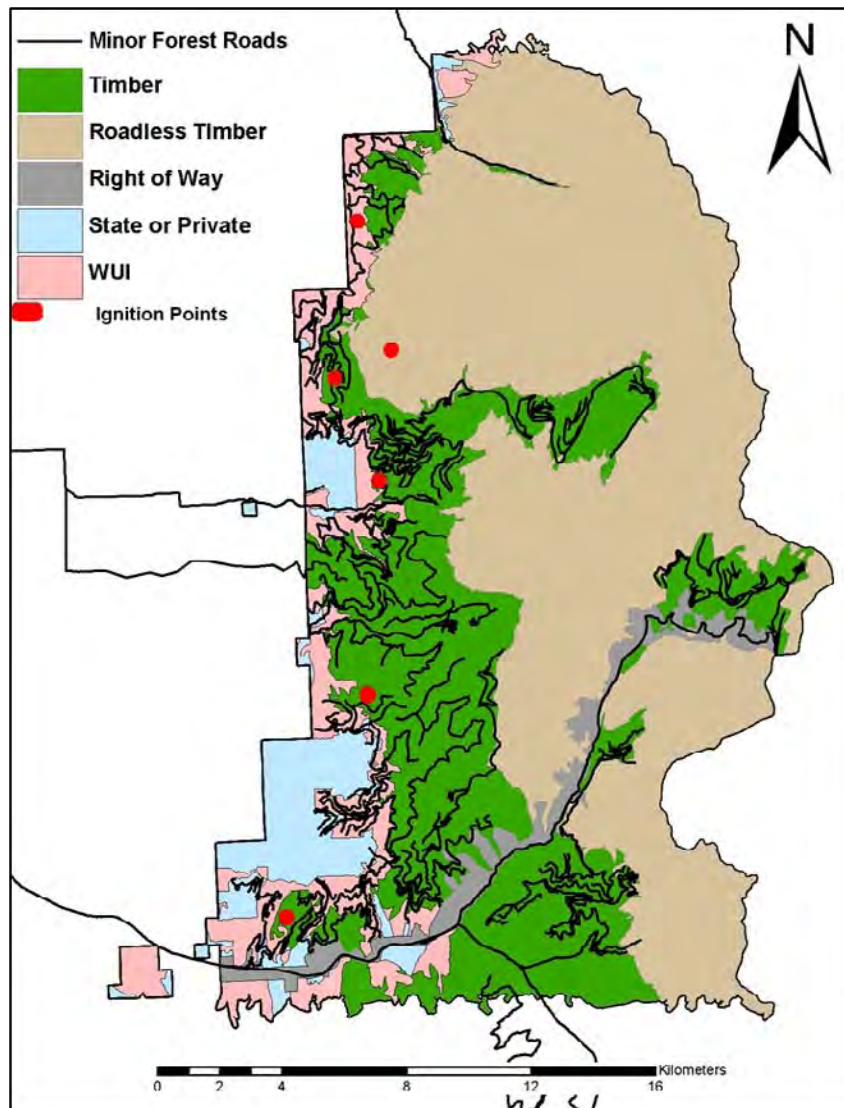 Minor Forest Roads
Timber
Roadless TImber
Right of Way
State or Private
WUI
Ignition Points
N
Kilometers
0 2 4 8 12 16